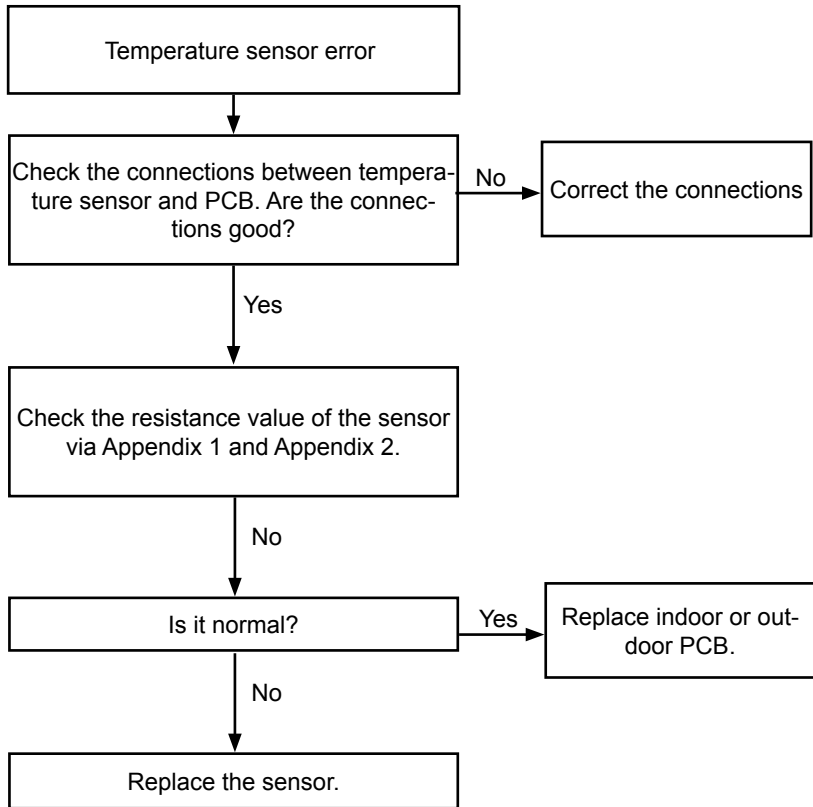 Temperature sensor error
Check the connections between tempera-
ture sensor and PCB. Are the connec-
tions good?
No
Correct the connections
Yes
Check the resistance value of the sensor
via Appendix 1 and Appendix 2.
No
Is it normal?
Yes
Replace indoor or out-
door PCB.
No
Replace the sensor.